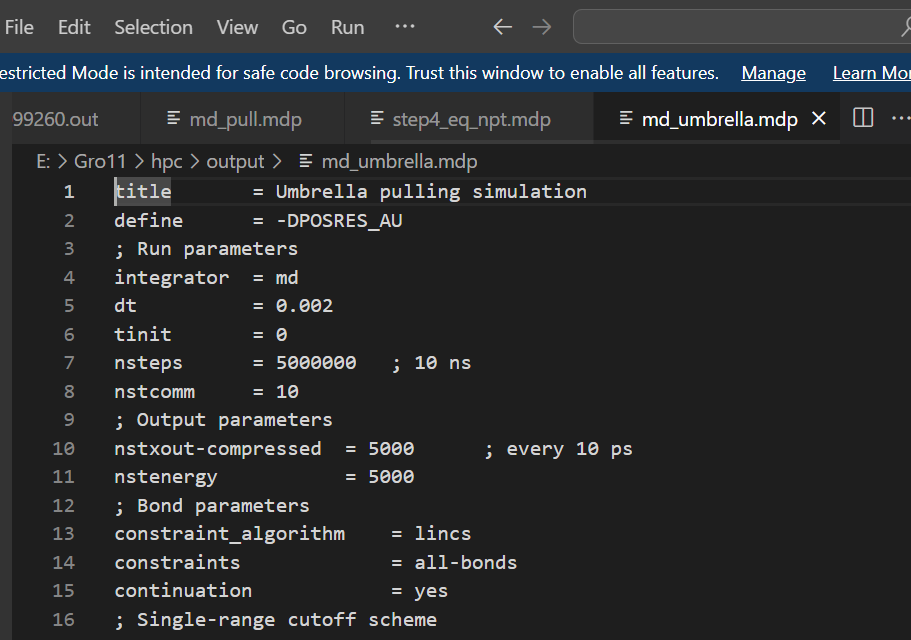 File Edit Selection View Go Run ...
estricted Mode is intended for safe code browsing. Trust this window to enable all features. Manage Learn Mor
99260.out md_pull.mdp step4_eq_npt.mdp md_umbrella.mdp
E: > Gro11 > hpc > output > md_umbrella.mdp
1 title = Umbrella pulling simulation
2 define = -DPOSRES_AU
3 ; Run parameters
4 integrator = md
5 dt = 0.002
6 tinit = 0
7 nsteps = 5000000 ; 10 ns
8 nstcomm = 10
9 ; Output parameters
10 nstxout-compressed = 5000 ; every 10 ps
11 nstenergy = 5000
12 ; Bond parameters
13 constraint_algorithm = lincs
14 constraints = all-bonds
15 continuation = yes
16 ; Single-range cutoff scheme